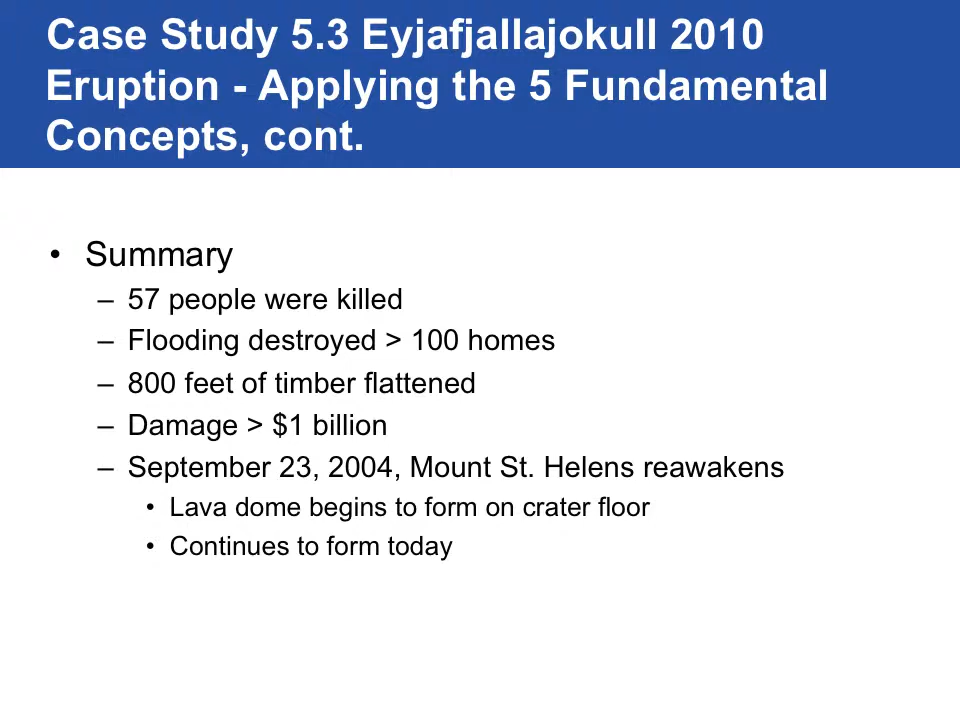 Case Study 5.3 Eyjafjallajokull 2010
Eruption - Applying the 5 Fundamental
Concepts, cont.
• Summary
– 57 people were killed
– Flooding destroyed > 100 homes
– 800 feet of timber flattened
– Damage > $1 billion
– September 23, 2004, Mount St. Helens reawakens
• Lava dome begins to form on crater floor
• Continues to form today